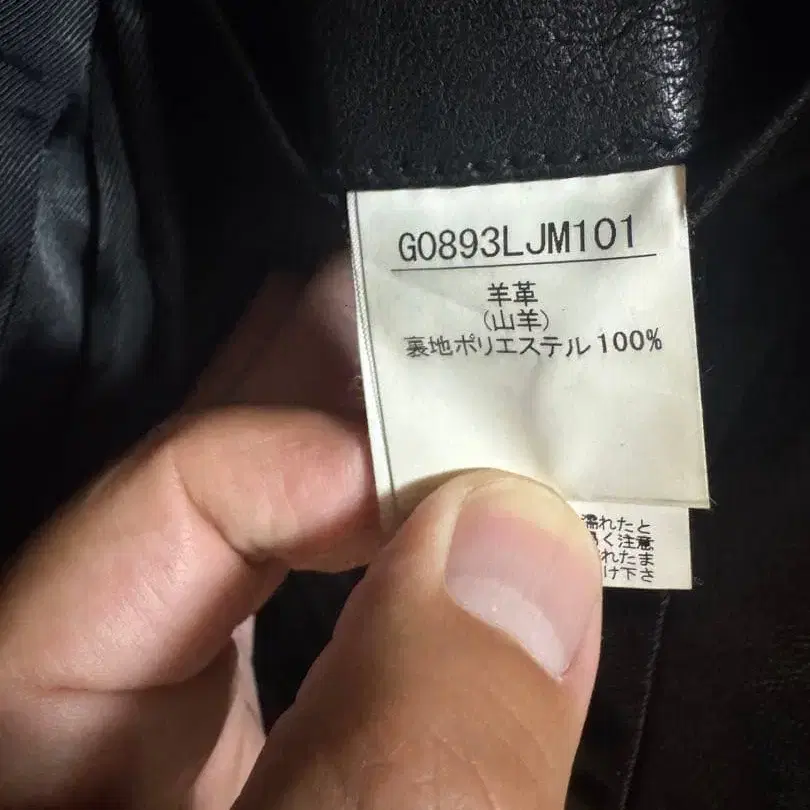 G0893LJM101
羊革
(山羊)
裏地ポリエステル100%
濡れたと
く注意
れたま
け下さ